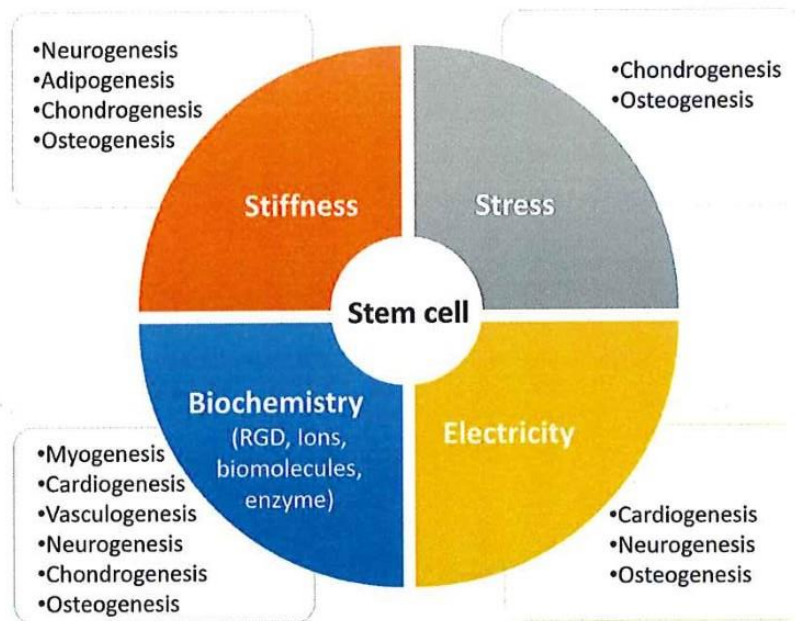 •Neurogenesis
•Adipogenesis
•Chondrogenesis
•Osteogenesis
•Chondrogenesis
•Osteogenesis
Stiffness
Stress
Stem cell
Biochemistry
(RGD, Ions,
biomolecules,
enzyme)
Electricity
•Myogenesis
•Cardiogenesis
•Vasculogenesis
•Neurogenesis
•Chondrogenesis
•Osteogenesis
•Cardiogenesis
•Neurogenesis
•Osteogenesis